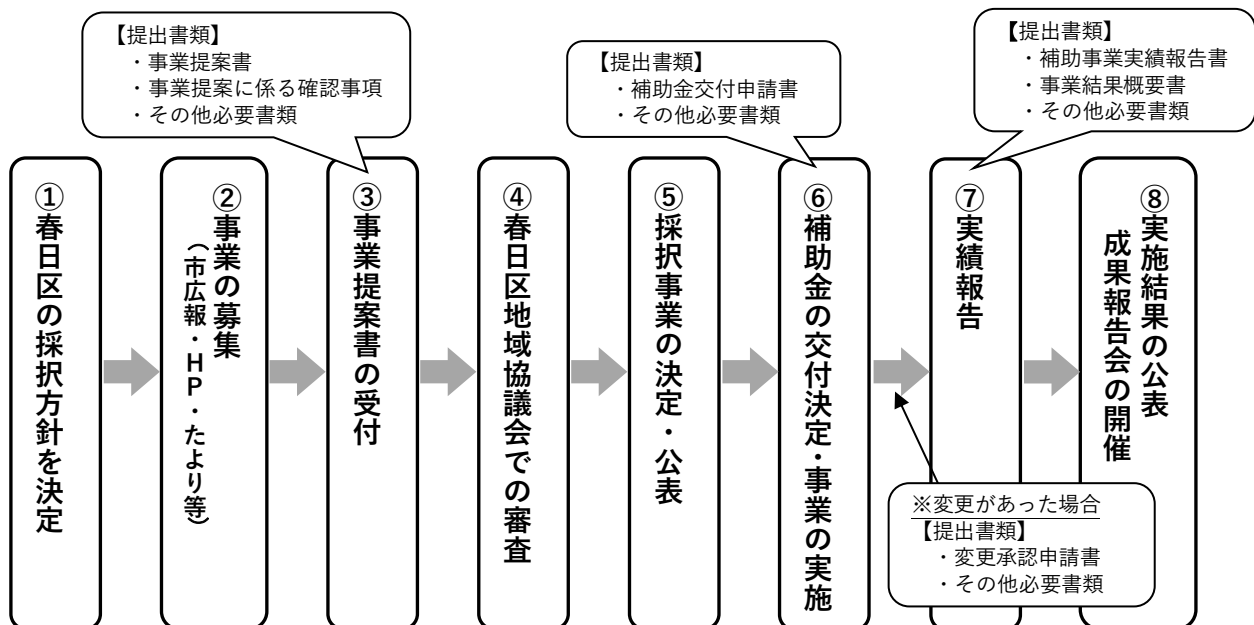 【提出書類】
・事業提案書
・事業提案に係る確認事項
・その他必要書類
【提出書類】
・補助金交付申請書
・その他必要書類
【提出書類】
・補助事業実績報告書
・事業結果概要書
・その他必要書類
①春日区の採択方針を決定
②事業の募集
（市広報・HP・たより等）
③事業提案書の受付
④春日区地域協議会での審査
⑤採択事業の決定・公表
⑥補助金の交付決定・事業の実施
⑦実績報告
⑧実施結果の公表
成果報告会の開催
※変更があった場合
【提出書類】
・変更承認申請書
・その他必要書類